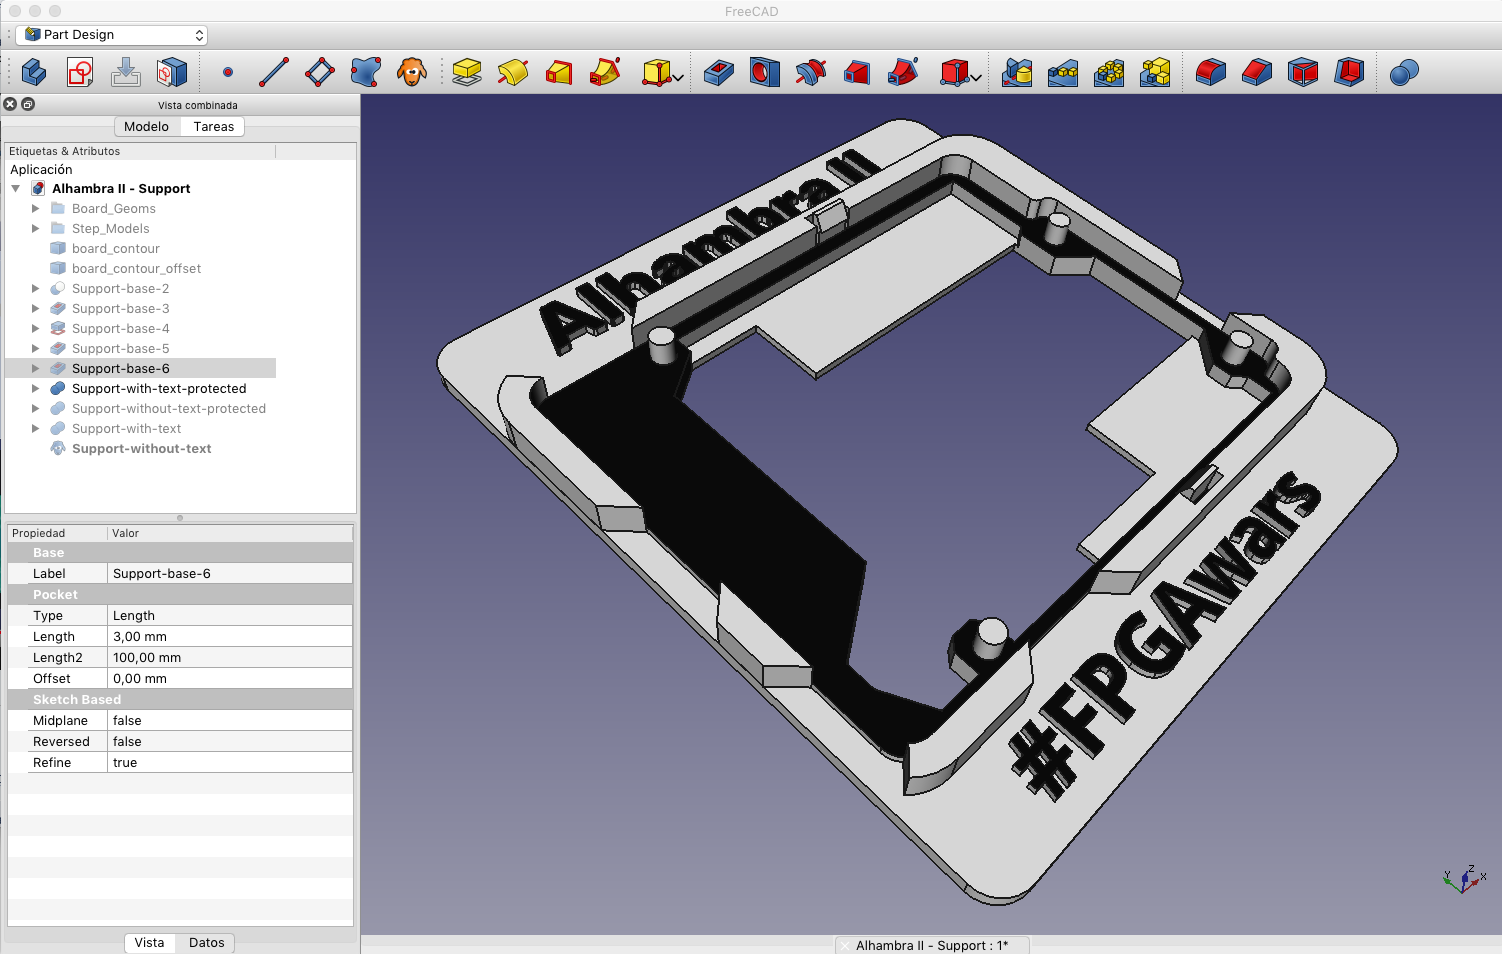 FreeCAD
Part Design
Vista combinada
Modelo Tareas
Etiquetas & Atributos
Aplicación
Alhambra II - Support
Board_Geoms
Step_Models
board_contour
board_contour_offset
Support-base-2
Support-base-3
Support-base-4
Support-base-5
Support-base-6
Support-with-text-protected
Support-without-text-protected
Support-with-text
Support-without-text
Propiedad Valor
Base
Label Support-base-6
Pocket
Type Length
Length 3,00 mm
Length2 100,00 mm
Offset 0,00 mm
Sketch Based
Midplane false
Reversed false
Refine true
Vista Datos
Alhambra II
#FPGAwars
Y Z X
Alhambra II - Support : 1*